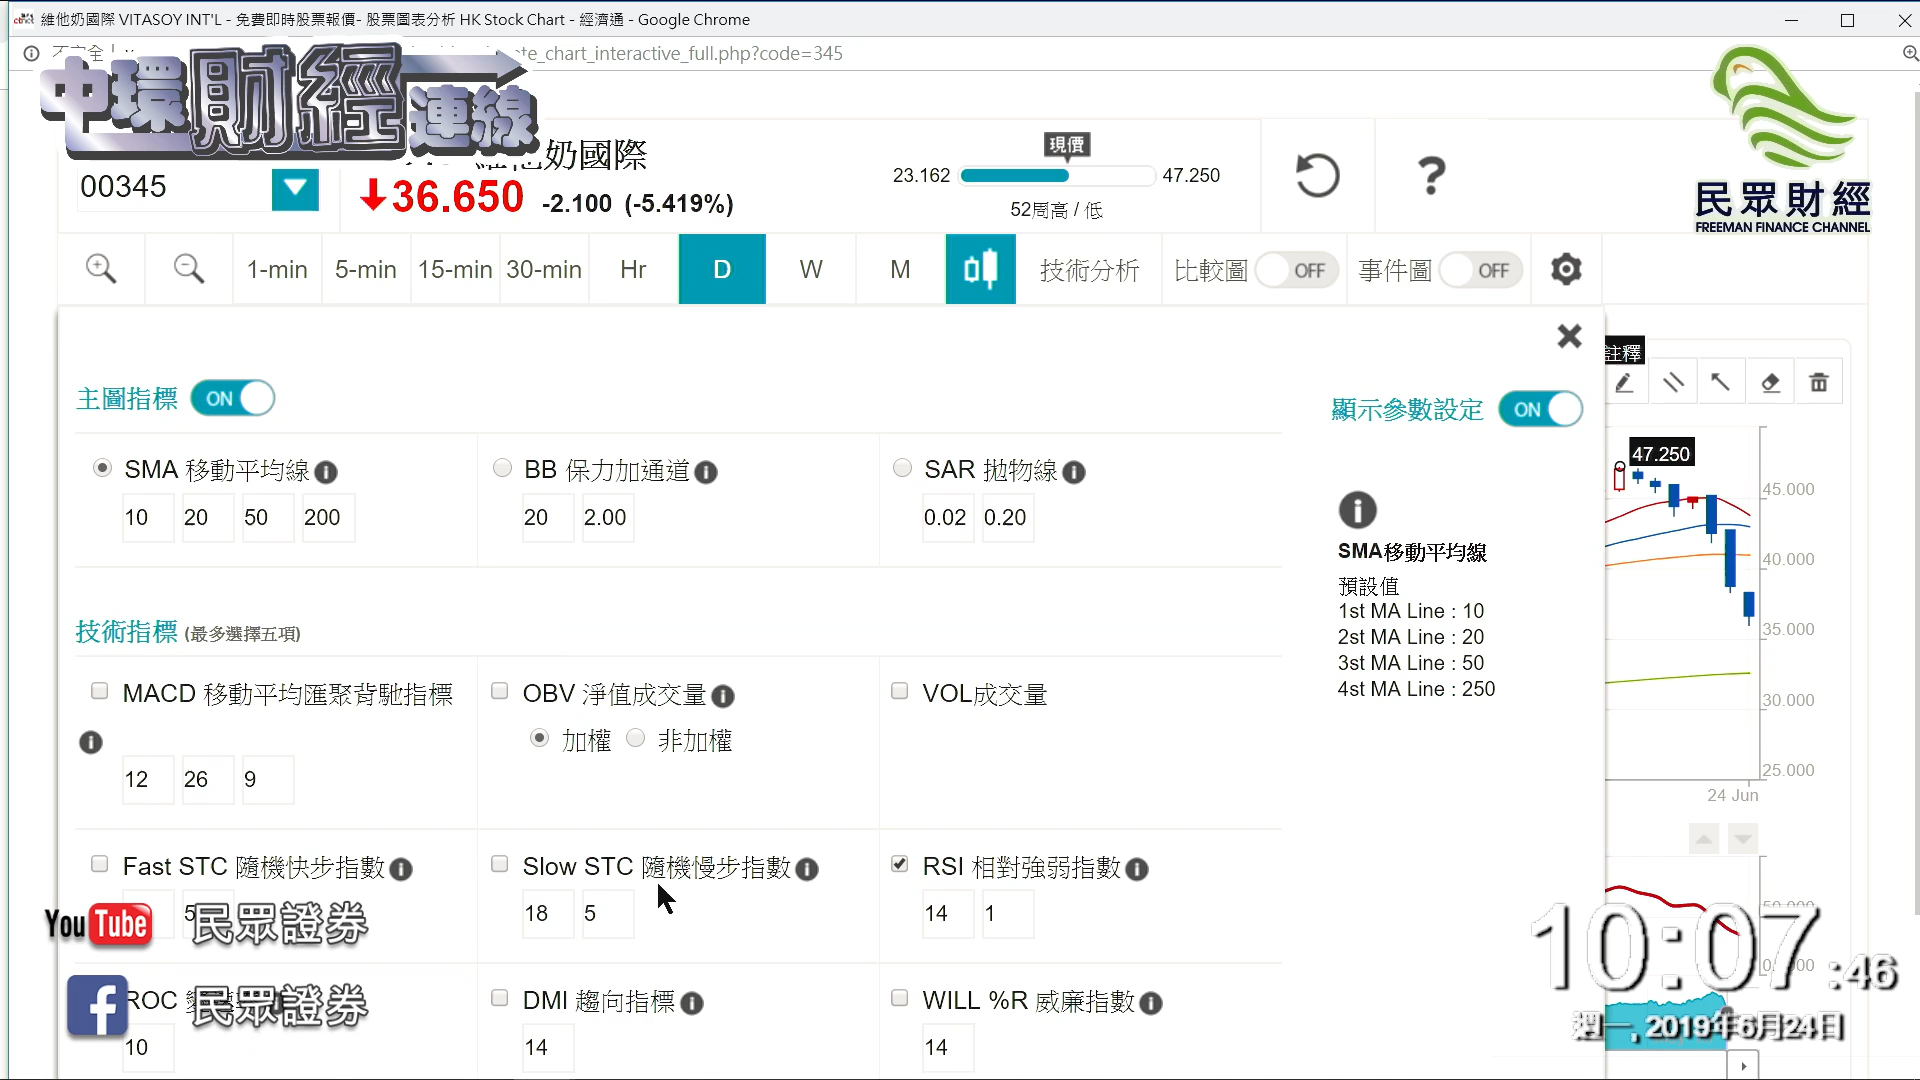 維他奶國際 VITASOY INT'L - 免費即時股票報價- 股票圖表分析 HK Stock Chart - 經濟通 - Google Chrome
te_chart_interactive_full.php?code=345
中環財經連線
民眾財經
FREEMAN FINANCE CHANNEL
維他奶國際
00345
36.650 -2.100 (-5.419%)
現價
23.162 47.250
52周高 / 低
?
1-min 5-min 15-min 30-min Hr D W M 技術分析 比較圖 OFF 事件圖 OFF
註釋
主圖指標 ON
顯示參數設定 ON
SMA 移動平均線
10 20 50 200
BB 保力加通道
20 2.00
SAR 拋物線
0.02 0.20
SMA移動平均線
預設值
1st MA Line : 10
2st MA Line : 20
3st MA Line : 50
4st MA Line : 250
47.250
45.000
40.000
35.000
30.000
25.000
24 Jun
技術指標 (最多選擇五項)
MACD 移動平均匯聚背馳指標
12 26 9
OBV 淨值成交量
加權 非加權
VOL成交量
Fast STC 隨機快步指數
5
Slow STC 隨機慢步指數
18 5
RSI 相對強弱指數
14 1
YouTube 民眾證券
ROC
10
民眾證券
DMI 趨向指標
14
WILL %R 威廉指數
14
10:07:46
週一, 2019年6月24日